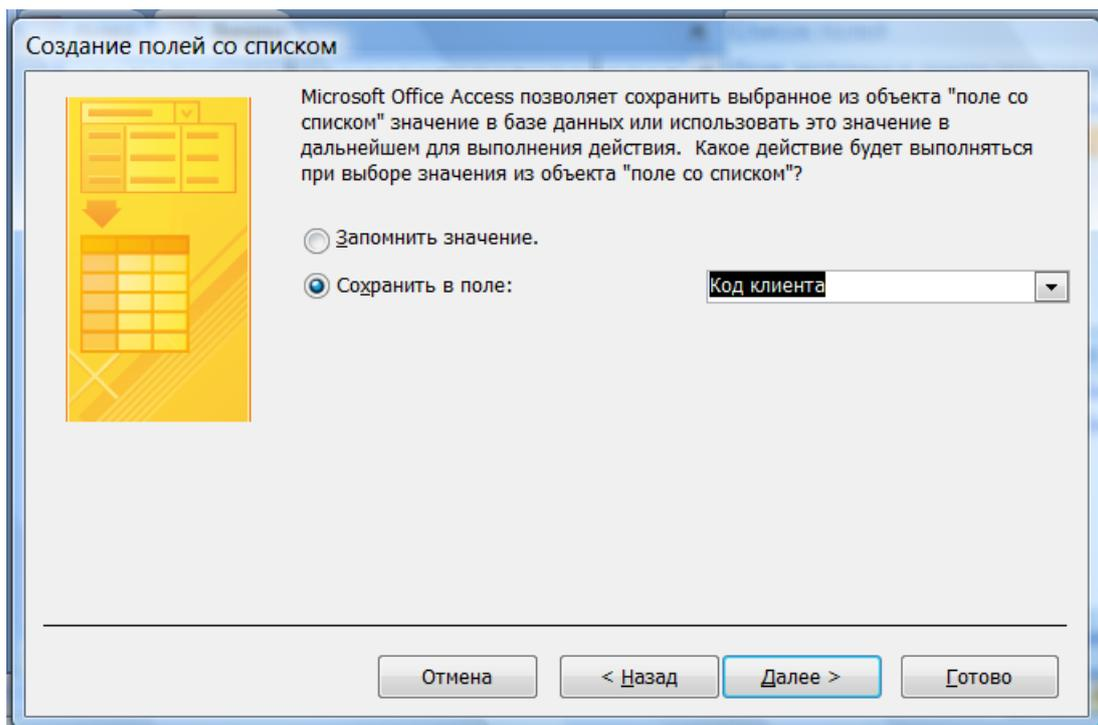 Создание полей со списком
Microsoft Office Access позволяет сохранить выбранное из объекта "поле со
списком" значение в базе данных или использовать это значение в
дальнейшем для выполнения действия. Какое действие будет выполняться
при выборе значения из объекта "поле со списком"?
Запомнить значение.
Сохранить в поле: Код клиента
Отмена < Назад Далее > Готово